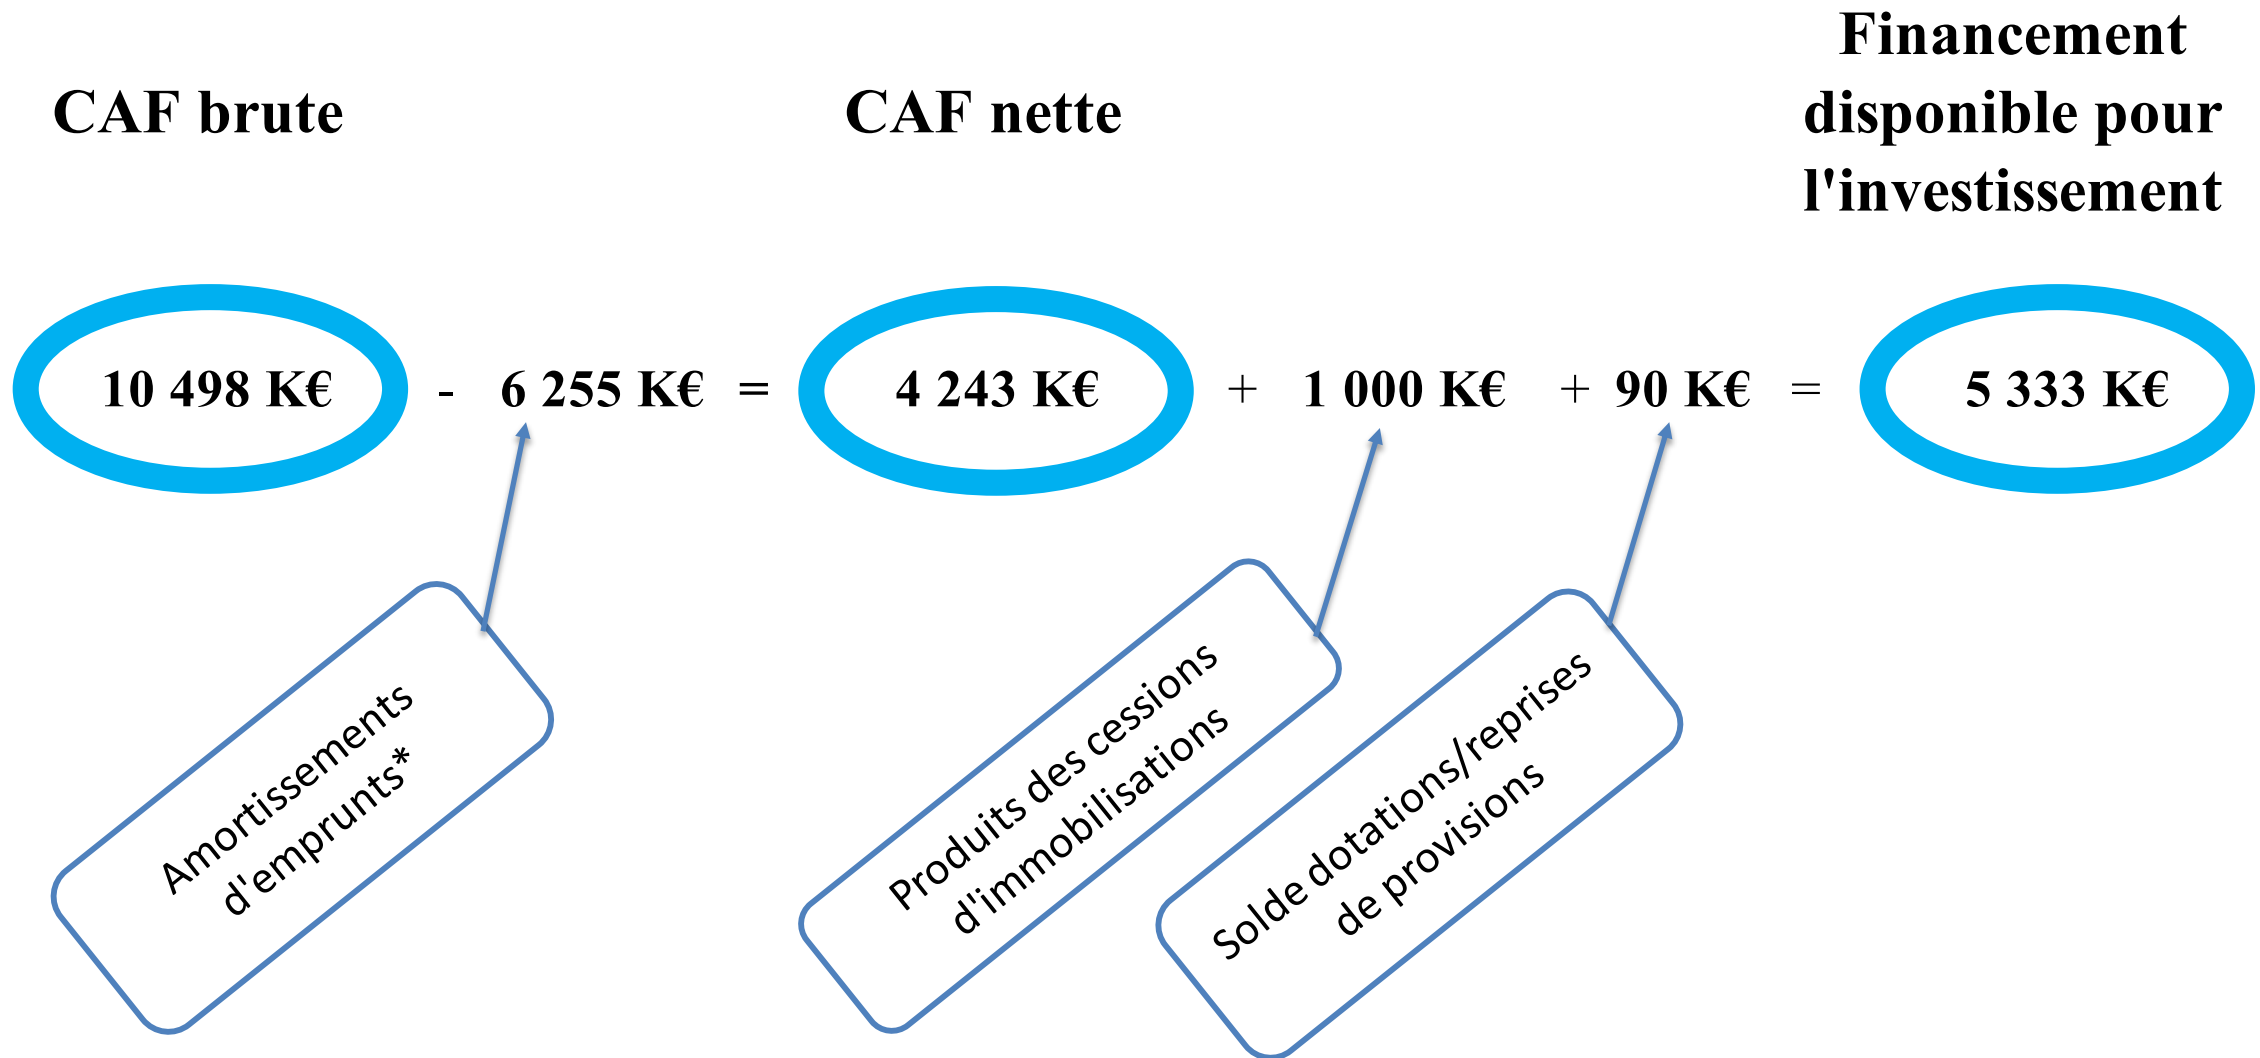 CAF brute
CAF nette
Financement
disponible pour
l'investissement
10 498 K€ - 6 255 K€ = 4 243 K€ + 1 000 K€ + 90 K€ = 5 333 K€
Amortissements
d'emprunts*
Produits des cessions
d'immobilisations
Solde dotations/reprises
de provisions